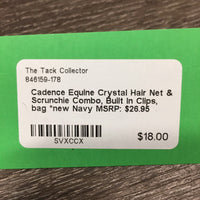 The Tack Collector
846159-178
Cadence Equine Crystal Hair Net &
Scrunchie Combo, Built in Clips,
bag *new Navy MSRP: $26.95
SVXCCX
$18.00